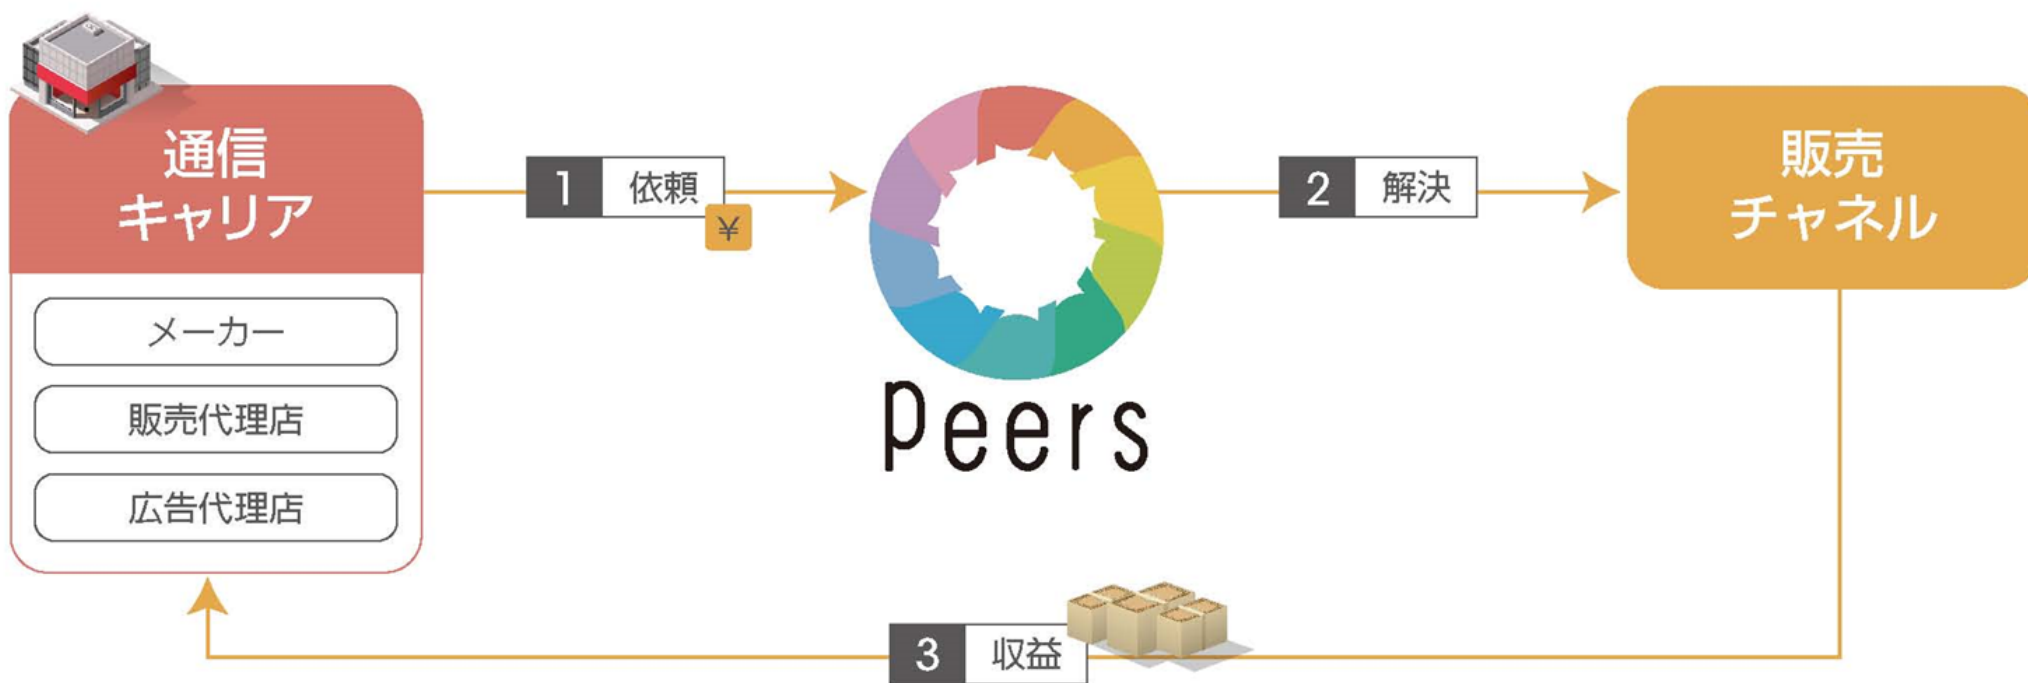 通信
キャリア
メーカー
販売代理店
広告代理店
1 依頼
¥
Peers
2 解決
販売
チャネル
3 収益